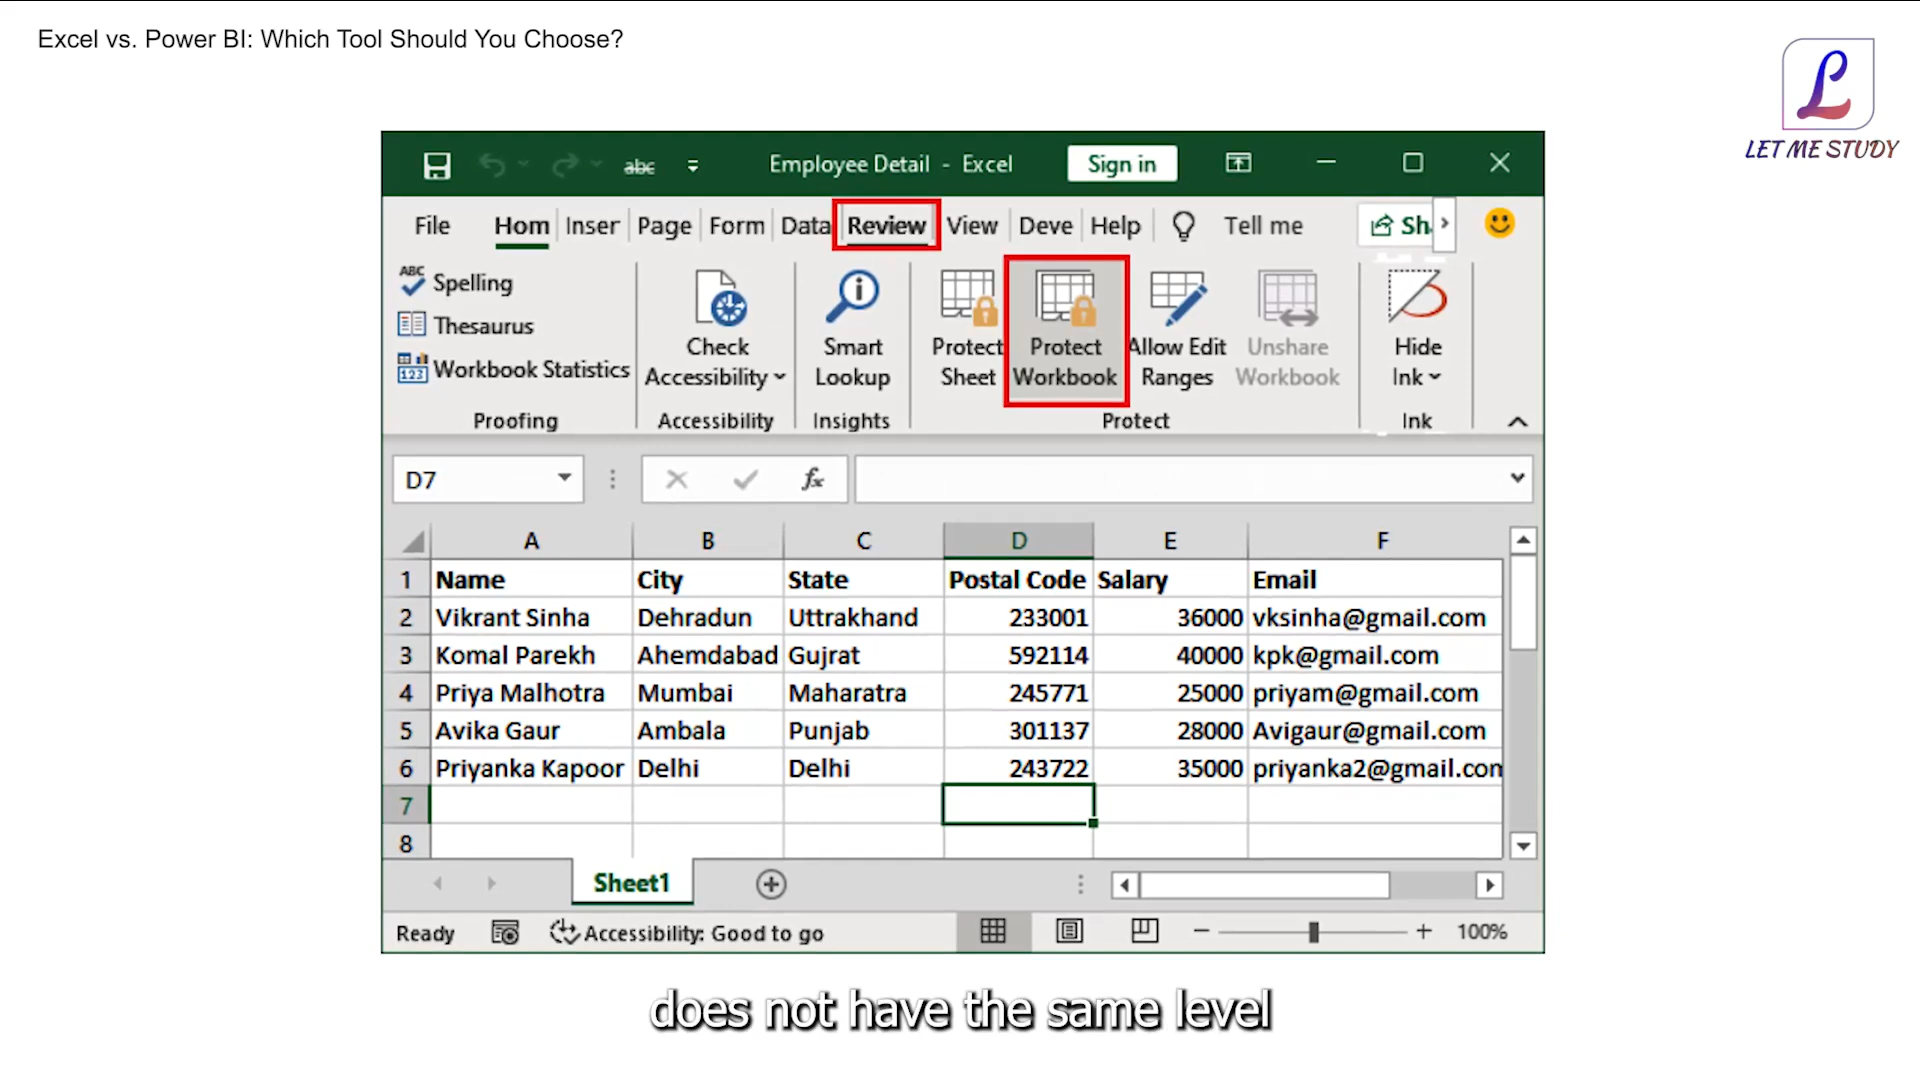 Excel vs. Power BI: Which Tool Should You Choose?
L
LET ME STUDY
abc Employee Detail - Excel Sign in
File Hom Inser Page Form Data Review View Deve Help Tell me Sh
ABC Spelling
Thesaurus
123 Workbook Statistics
Proofing
Check
Accessibility
Accessibility
Smart
Lookup
Insights
Protect
Sheet
Protect
Workbook
Allow Edit
Ranges
Unshare
Workbook
Protect
Hide
Ink
Ink
D7 fx
A B C D E F
1 Name City State Postal Code Salary Email
2 Vikrant Sinha Dehradun Uttrakhand 233001 36000 vksinha@gmail.com
3 Komal Parekh Ahemdabad Gujrat 592114 40000 kpk@gmail.com
4 Priya Malhotra Mumbai Maharatra 245771 25000 priyam@gmail.com
5 Avika Gaur Ambala Punjab 301137 28000 Avigaur@gmail.com
6 Priyanka Kapoor Delhi Delhi 243722 35000 priyanka2@gmail.com
7
8
Sheet1
Ready Accessibility: Good to go 100%
does not have the same level